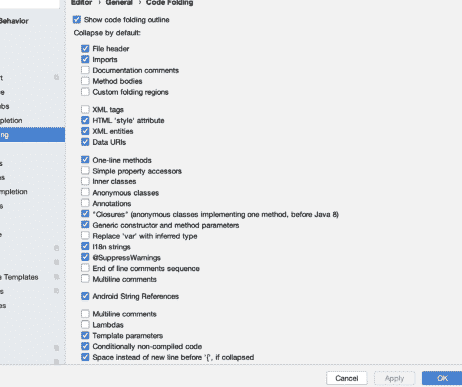 Editor › General › Code Folding
Behavior
Show code folding outline
Collapse by default:
File header
Imports
Documentation comments
Method bodies
Custom folding regions
XML tags
HTML 'style' attribute
XML entities
Data URIs
One-line methods
Simple property accessors
Inner classes
Anonymous classes
Annotations
"Closures" (anonymous classes implementing one method, before Java 8)
Generic constructor and method parameters
Replace 'var' with inferred type
I18n strings
@SuppressWarnings
End of line comments sequence
Multiline comments
Android String References
Multiline comments
Lambdas
Template parameters
Conditionally non-compiled code
Space instead of new line before '{', if collapsed
Templates
Cancel
Apply
OK